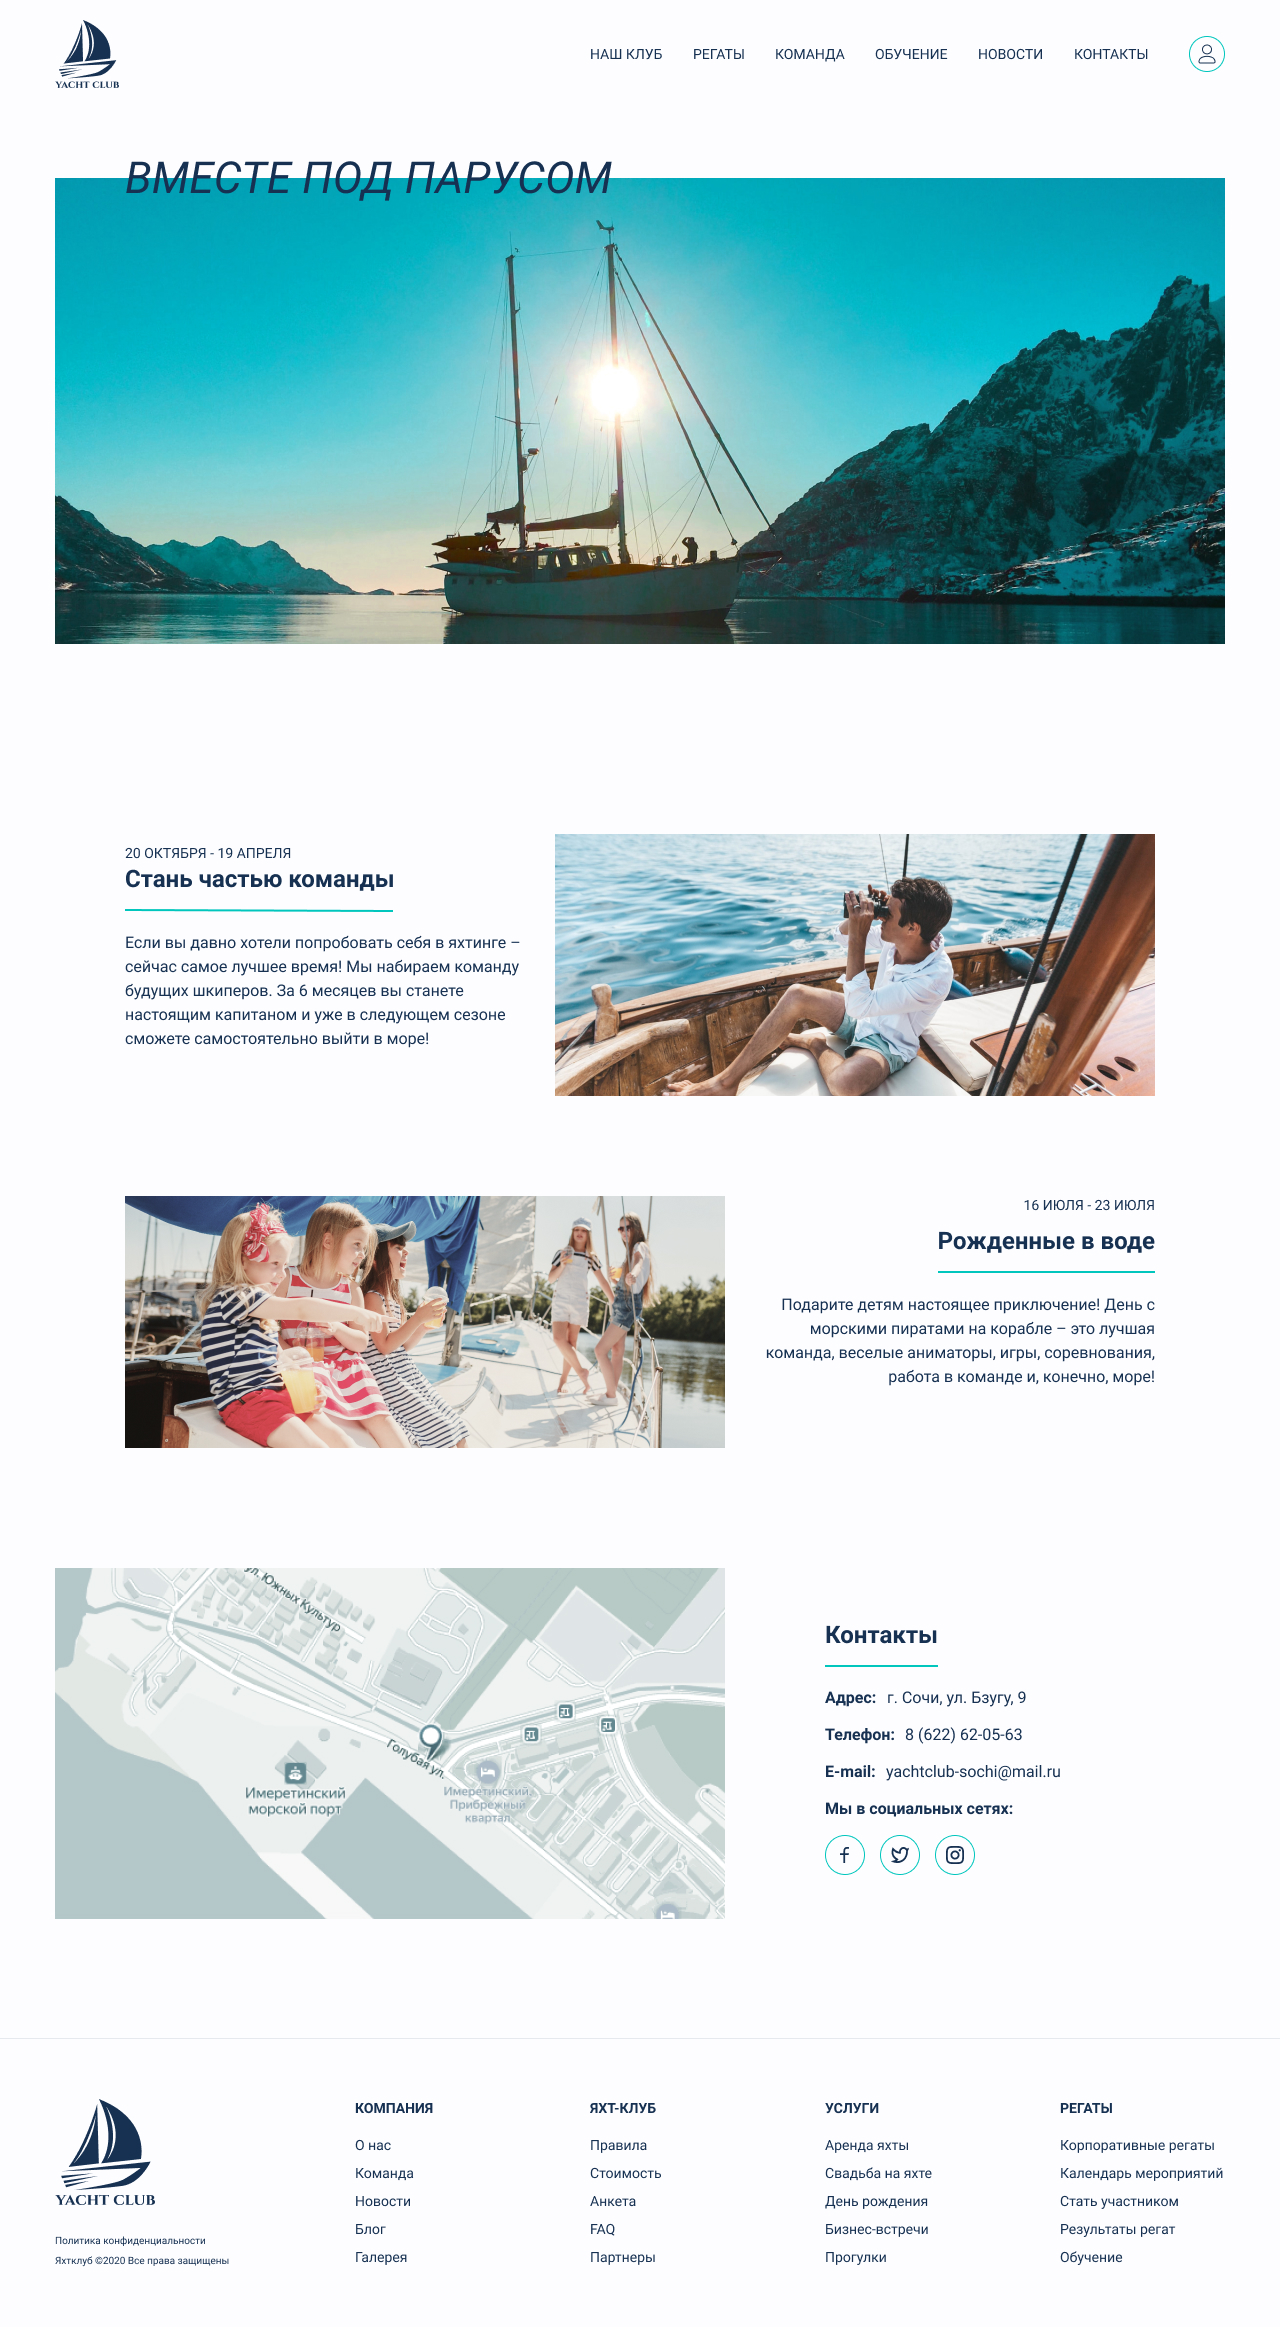 YACHT CLUB
НАШ КЛУБ РЕГАТЫ КОМАНДА ОБУЧЕНИЕ НОВОСТИ КОНТАКТЫ
ВМЕСТЕ ПОД ПАРУСОМ
20 ОКТЯБРЯ - 19 АПРЕЛЯ
Стань частью команды
Если вы давно хотели попробовать себя в яхтинге –
сейчас самое лучшее время! Мы набираем команду
будущих шкиперов. За 6 месяцев вы станете
настоящим капитаном и уже в следующем сезоне
сможете самостоятельно выйти в море!
16 ИЮЛЯ - 23 ИЮЛЯ
Рожденные в воде
Подарите детям настоящее приключение! День с
морскими пиратами на корабле – это лучшая
команда, веселые аниматоры, игры, соревнования,
работа в команде и, конечно, море!
ул. Южных Культур
Голубая ул.
Имеретинский
морской порт
Имеретинский
Прибрежный
квартал
Контакты
Адрес: г. Сочи, ул. Бзугу, 9
Телефон: 8 (622) 62-05-63
E-mail: yachtclub-sochi@mail.ru
Мы в социальных сетях:
YACHT CLUB
Политика конфиденциальности
Яхтклуб ©2020 Все права защищены
КОМПАНИЯ
О нас
Команда
Новости
Блог
Галерея
ЯХТ-КЛУБ
Правила
Стоимость
Анкета
FAQ
Партнеры
УСЛУГИ
Аренда яхты
Свадьба на яхте
День рождения
Бизнес-встречи
Прогулки
РЕГАТЫ
Корпоративные регаты
Календарь мероприятий
Стать участником
Результаты регат
Обучение